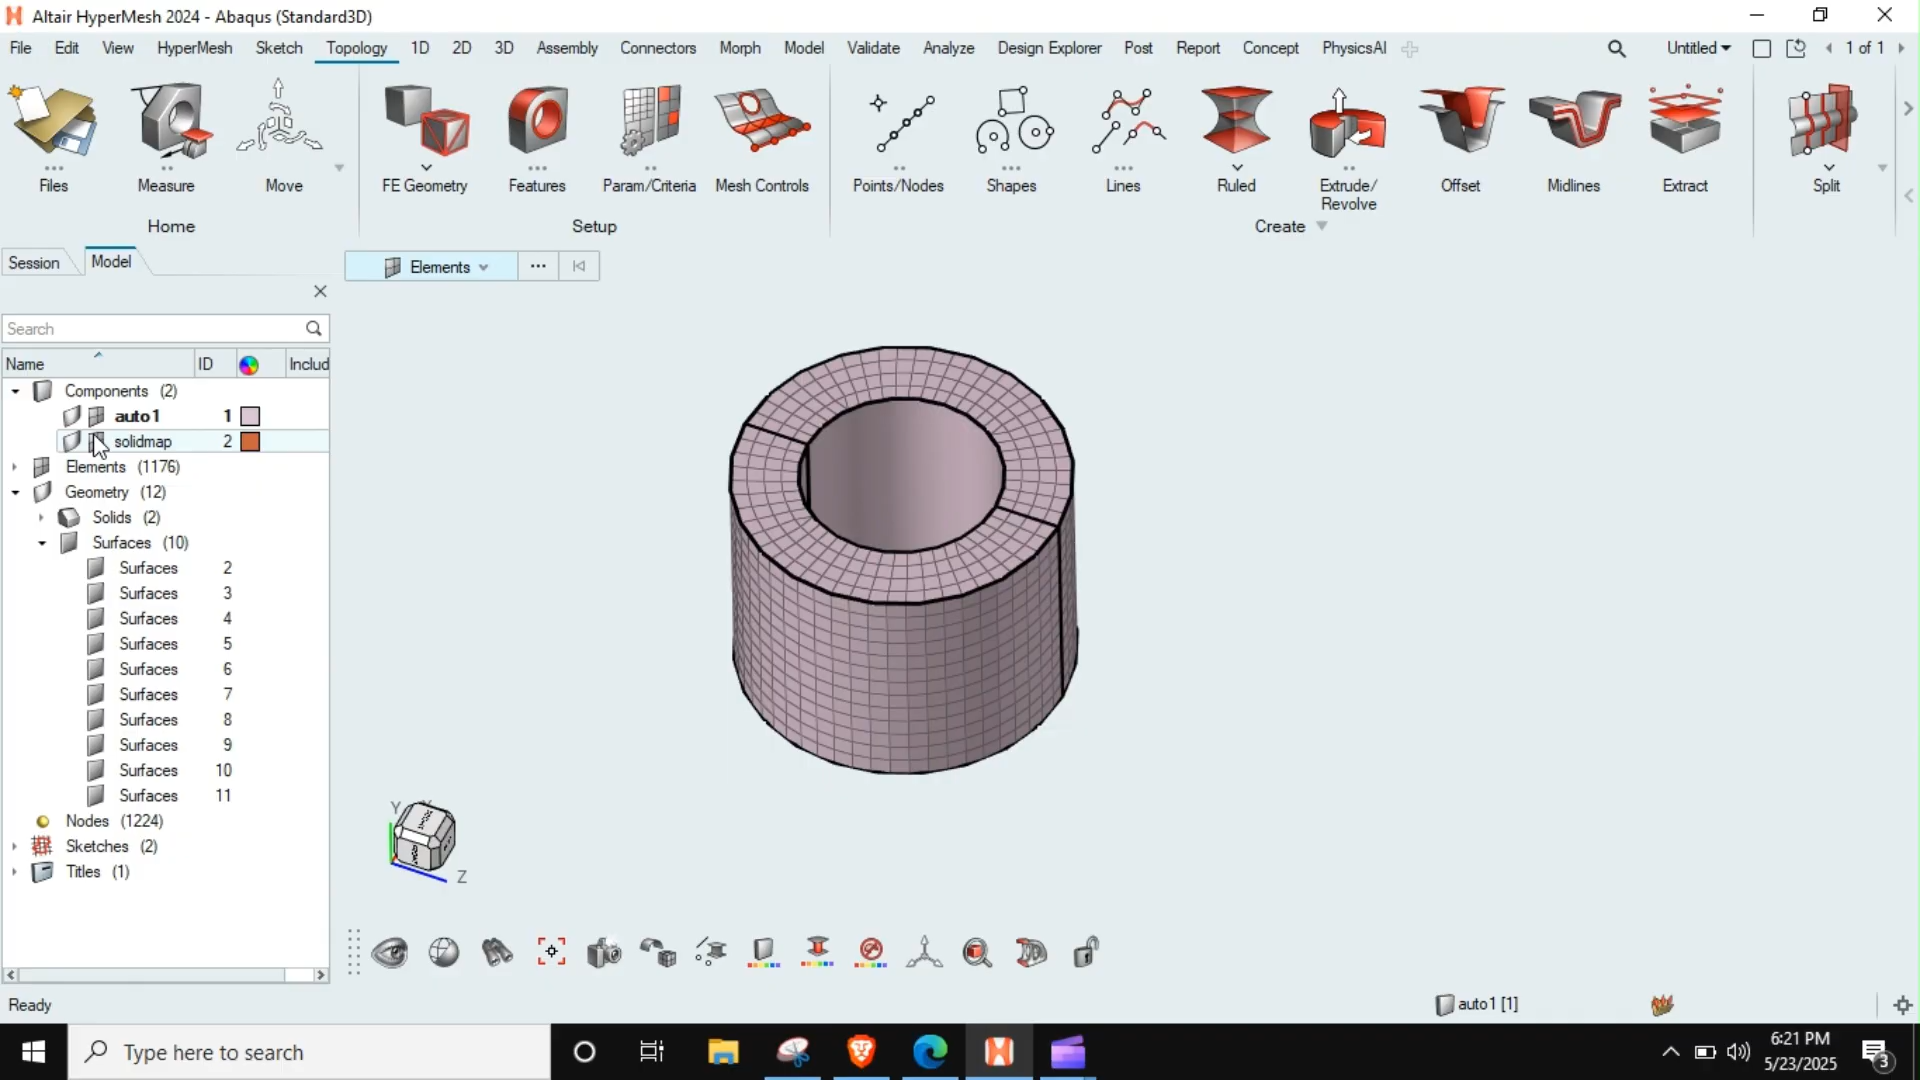 Altair HyperMesh 2024 - Abaqus (Standard3D)
File Edit View HyperMesh Sketch Topology 1D 2D 3D Assembly Connectors Morph Model Validate Analyze Design Explorer Post Report Concept PhysicsAI Untitled 1 of 1
Files Measure Move FE Geometry Features Param/Criteria Mesh Controls Points/Nodes Shapes Lines Ruled Extrude/Revolve Offset Midlines Extract Split
Home Setup Create
Session Model
Elements
Search
Name ID Includ
Components (2)
auto1 1
solidmap 2
Elements (1176)
Geometry (12)
Solids (2)
Surfaces (10)
Surfaces 2
Surfaces 3
Surfaces 4
Surfaces 5
Surfaces 6
Surfaces 7
Surfaces 8
Surfaces 9
Surfaces 10
Surfaces 11
Nodes (1224)
Sketches (2)
Titles (1)
Y
Z
Ready
auto1 [1]
Type here to search
6:21 PM
5/23/2025
3